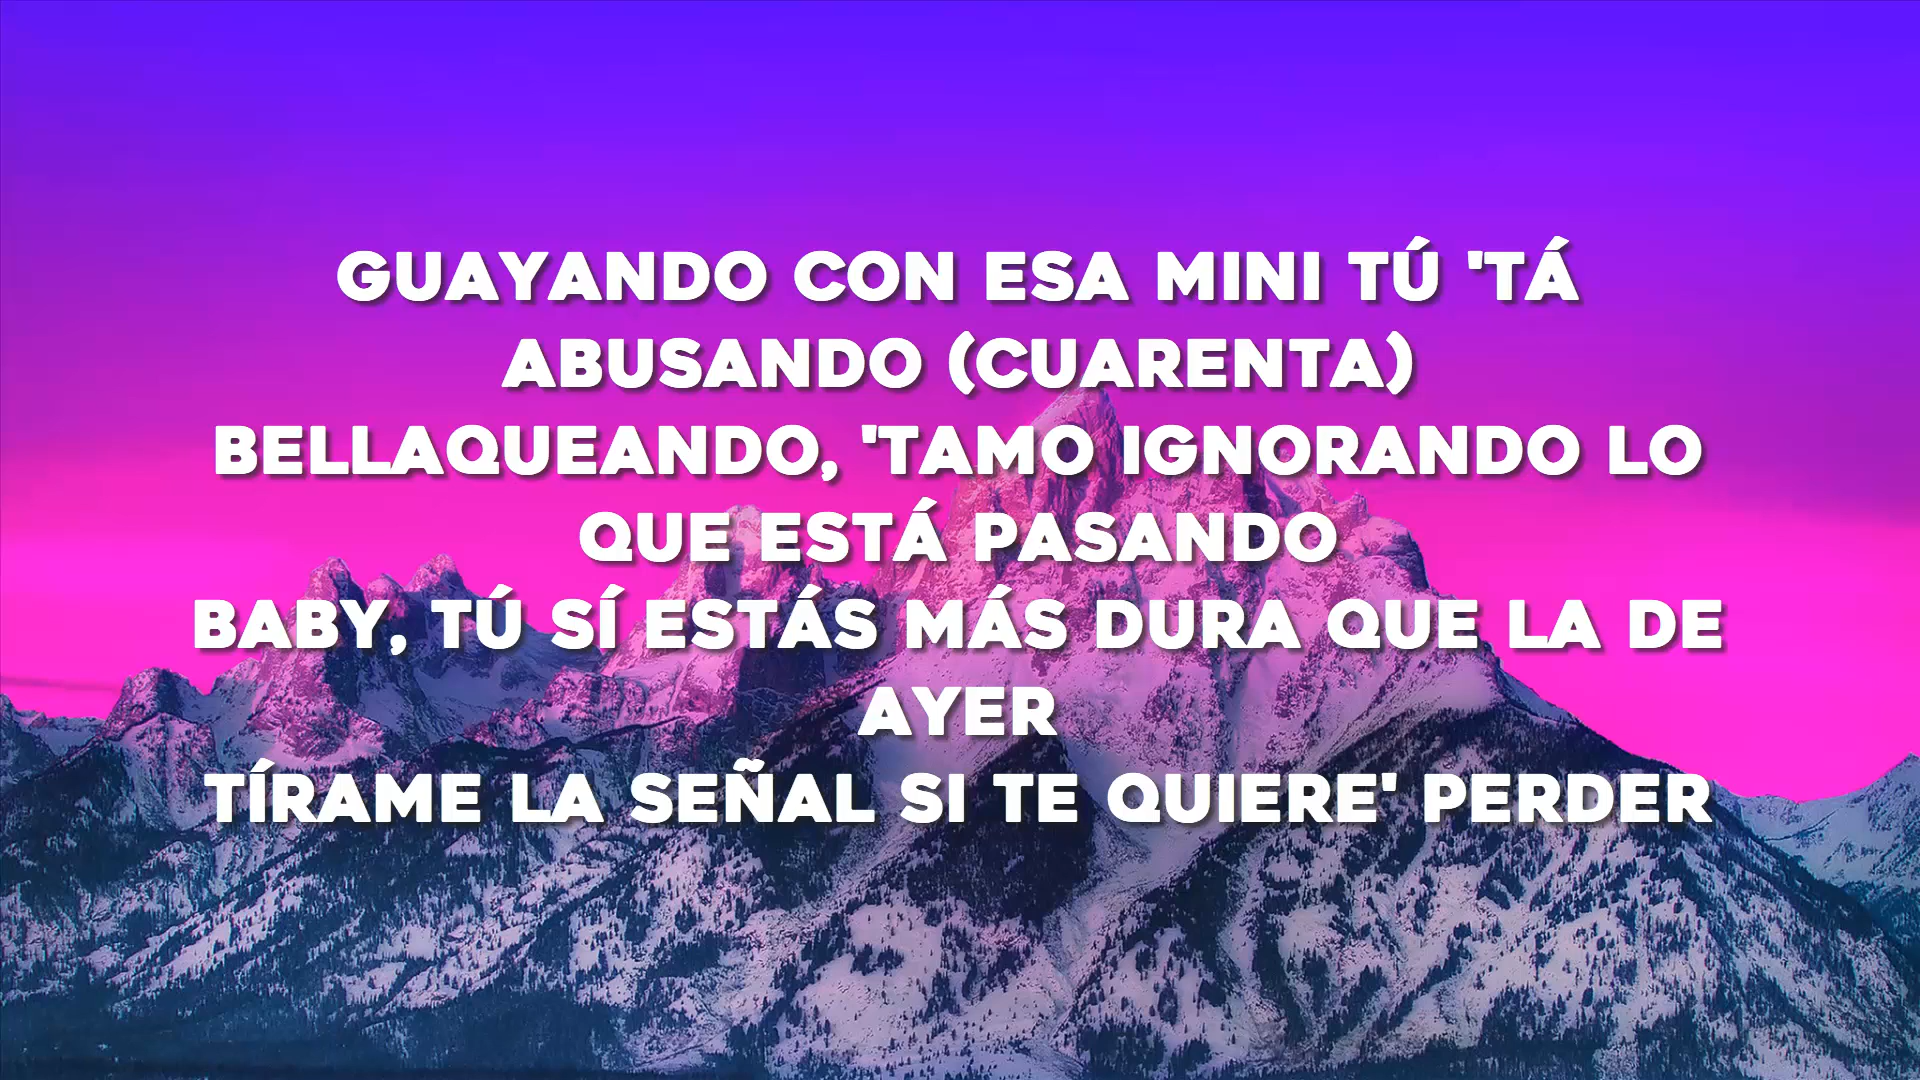 GUAYANDO CON ESA MINI TÚ 'TÁ
ABUSANDO (CUARENTA)
BELLAQUEANDO, 'TAMO IGNORANDO LO
QUE ESTÁ PASANDO
BABY, TÚ SÍ ESTÁS MÁS DURA QUE LA DE
AYER
TÍRAME LA SEÑAL SI TE QUIERE' PERDER